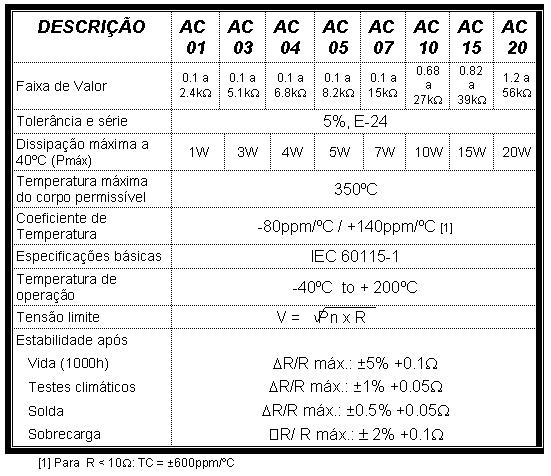 DESCRIÇÃO AC 01 AC 03 AC 04 AC 05 AC 07 AC 10 AC 15 AC 20
Faixa de Valor 0.1 a 2.4kΩ 0.1 a 5.1kΩ 0.1 a 6.8kΩ 0.1 a 8.2kΩ 0.1 a 15kΩ 0.68 a 27kΩ 0.82 a 39kΩ 1.2 a 56kΩ
Tolerância e série 5%, E-24
Dissipação máxima a 40ºC (Pmáx) 1W 3W 4W 5W 7W 10W 15W 20W
Temperatura máxima do corpo permissível 350ºC
Coeficiente de Temperatura -80ppm/ºC / +140ppm/ºC [1]
Especificações básicas IEC 60115-1
Temperatura de operação -40ºC to + 200ºC
Tensão limite V = √Pn x R
Estabilidade após
Vida (1000h) ∆R/R máx.: ±5% +0.1Ω
Testes climáticos ∆R/R máx.: ±1% +0.05Ω
Solda ∆R/R máx.: ±0.5% +0.05Ω
Sobrecarga □R/ R máx.: ± 2% +0.1Ω
[1] Para R < 10Ω: TC = ±600ppm/ºC